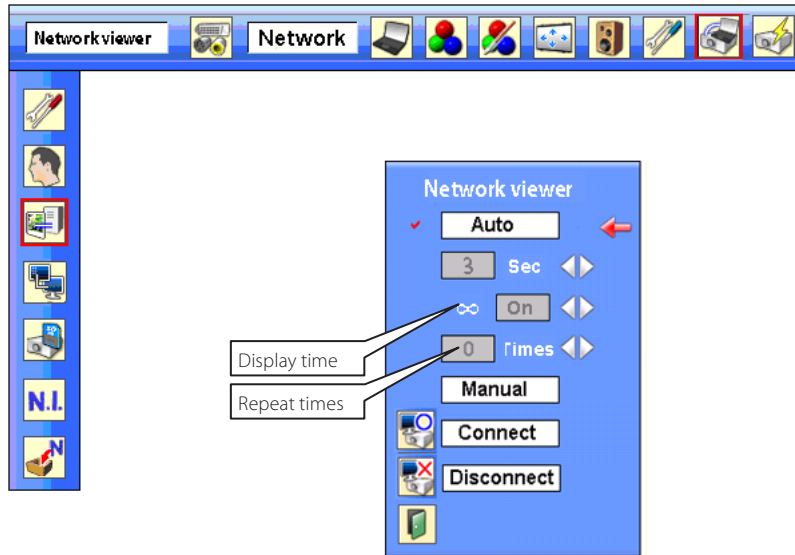 Network viewer
Network
Network viewer
Auto
3 Sec
∞ On
0 Times
Display time
Repeat times
Manual
Connect
Disconnect
N.I.
N